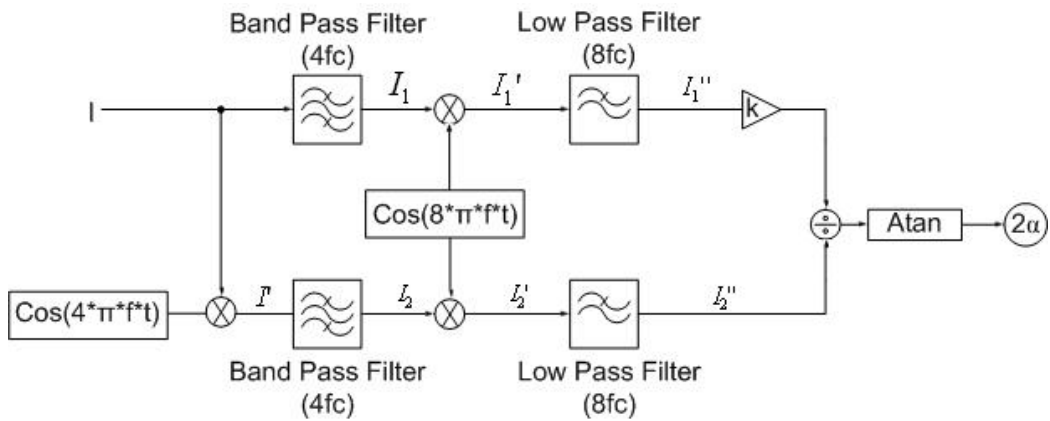 Band Pass Filter
(4fc)
Low Pass Filter
(8fc)
I
I₁
I₁'
I₁''
k
Cos(8*π*f*t)
÷
Atan
2α
Cos(4*π*f*t)
I'
I₂
I₂'
I₂''
Band Pass Filter
(4fc)
Low Pass Filter
(8fc)